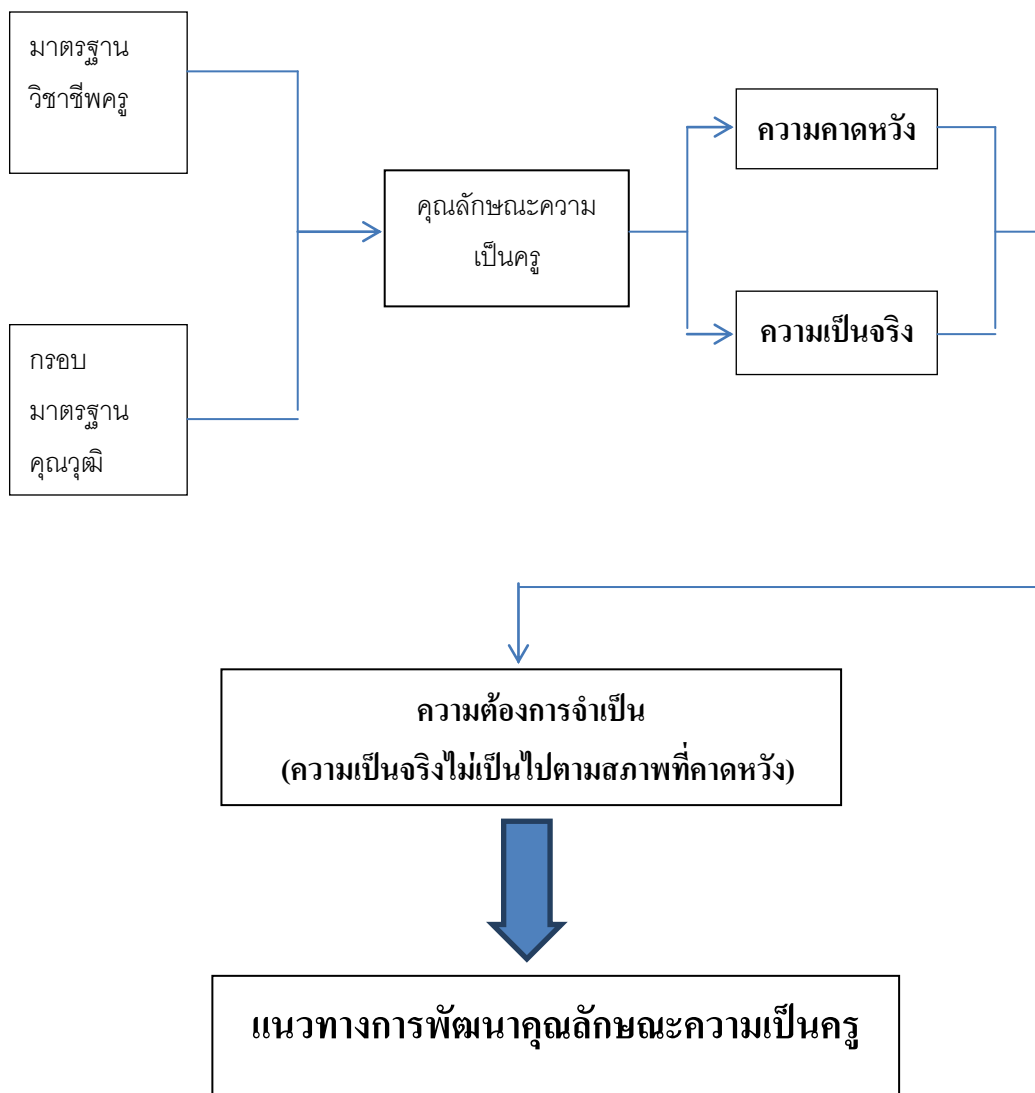 มาตรฐาน
วิชาชีพครู
ความคาดหวัง
คุณลักษณะความ
เป็นครู
ความเป็นจริง
กรอบ
มาตรฐาน
คุณวุฒิ
ความต้องการจำเป็น
(ความเป็นจริงไม่เป็นไปตามสภาพที่คาดหวัง)
แนวทางการพัฒนาคุณลักษณะความเป็นครู